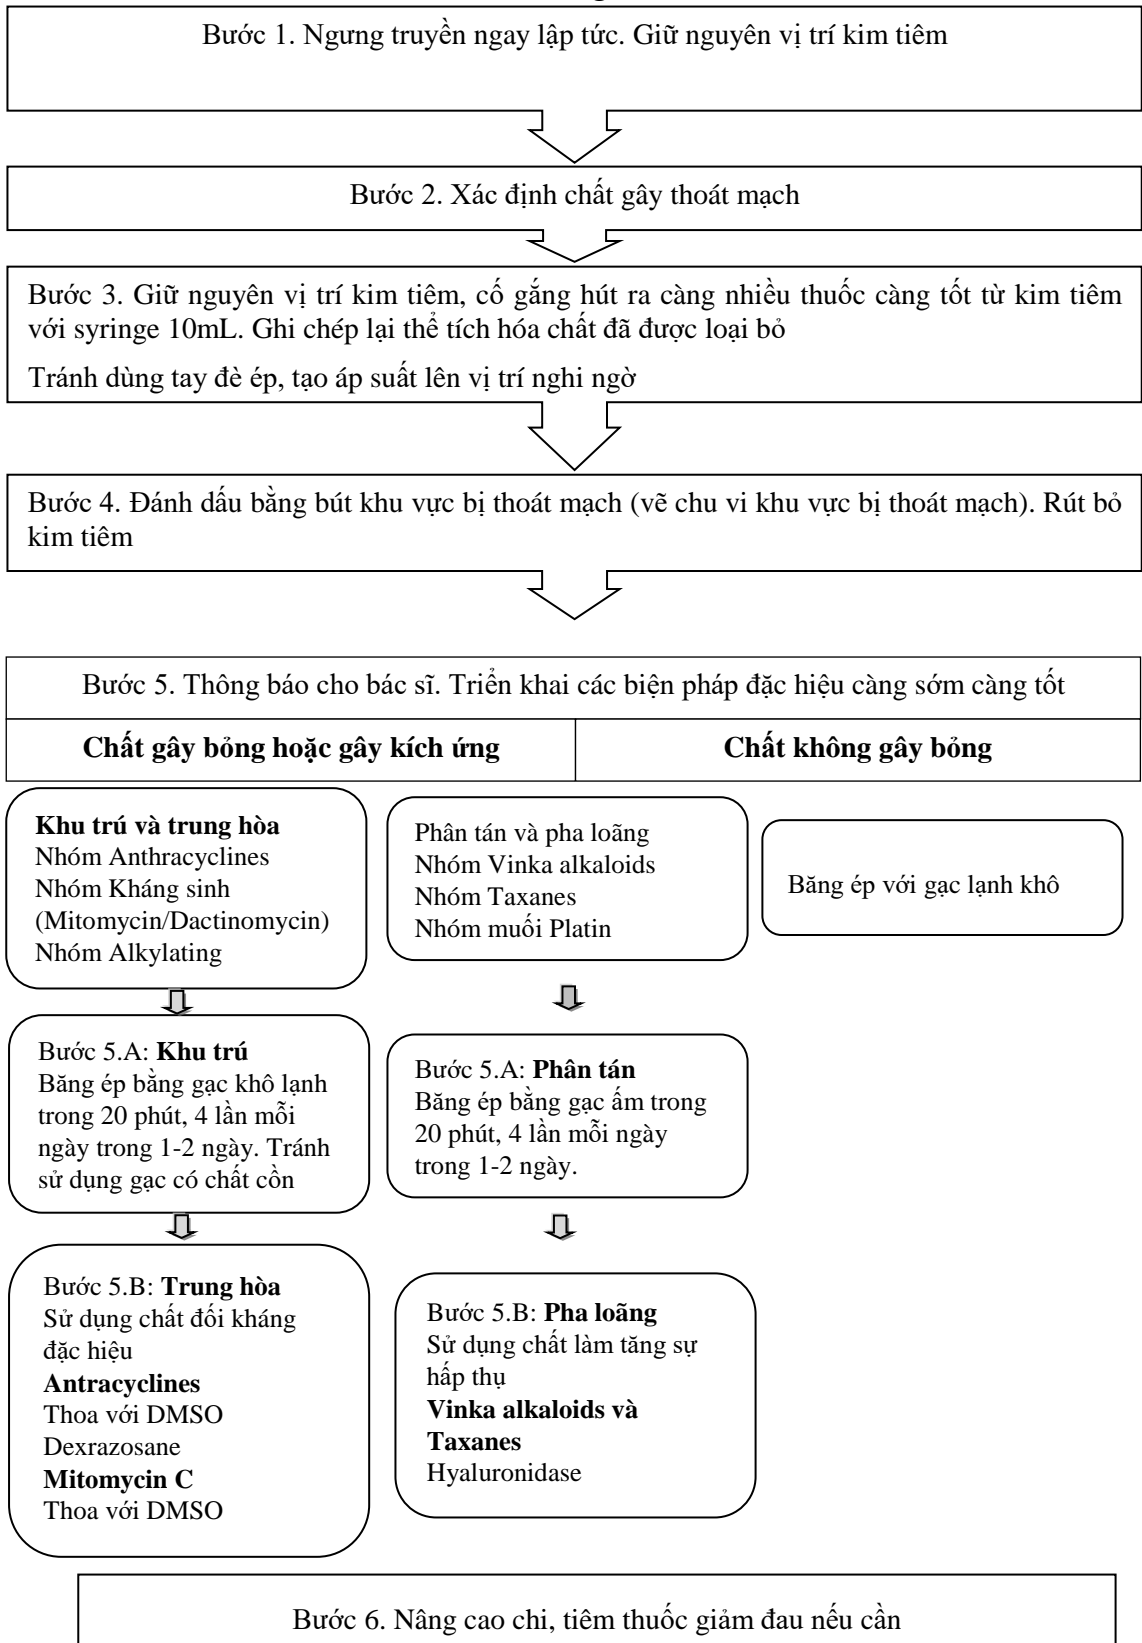 Bước 1. Ngưng truyền ngay lập tức. Giữ nguyên vị trí kim tiêm
Bước 2. Xác định chất gây thoát mạch
Bước 3. Giữ nguyên vị trí kim tiêm, cố gắng hút ra càng nhiều thuốc càng tốt từ kim tiêm
với syringe 10mL. Ghi chép lại thể tích hóa chất đã được loại bỏ
Tránh dùng tay đè ép, tạo áp suất lên vị trí nghi ngờ
Bước 4. Đánh dấu bằng bút khu vực bị thoát mạch (vẽ chu vi khu vực bị thoát mạch). Rút bỏ
kim tiêm
Bước 5. Thông báo cho bác sĩ. Triển khai các biện pháp đặc hiệu càng sớm càng tốt
Chất gây bỏng hoặc gây kích ứng
Chất không gây bỏng
Khu trú và trung hòa
Nhóm Anthracyclines
Nhóm Kháng sinh
(Mitomycin/Dactinomycin)
Nhóm Alkylating
Phân tán và pha loãng
Nhóm Vinka alkaloids
Nhóm Taxanes
Nhóm muối Platin
Băng ép với gạc lạnh khô
Bước 5.A: Khu trú
Băng ép bằng gạc khô lạnh
trong 20 phút, 4 lần mỗi
ngày trong 1-2 ngày. Tránh
sử dụng gạc có chất cồn
Bước 5.A: Phân tán
Băng ép bằng gạc ấm trong
20 phút, 4 lần mỗi ngày
trong 1-2 ngày.
Bước 5.B: Trung hòa
Sử dụng chất đối kháng
đặc hiệu
Antracyclines
Thoa với DMSO
Dexrazosane
Mitomycin C
Thoa với DMSO
Bước 5.B: Pha loãng
Sử dụng chất làm tăng sự
hấp thụ
Vinka alkaloids và
Taxanes
Hyaluronidase
Bước 6. Nâng cao chi, tiêm thuốc giảm đau nếu cần